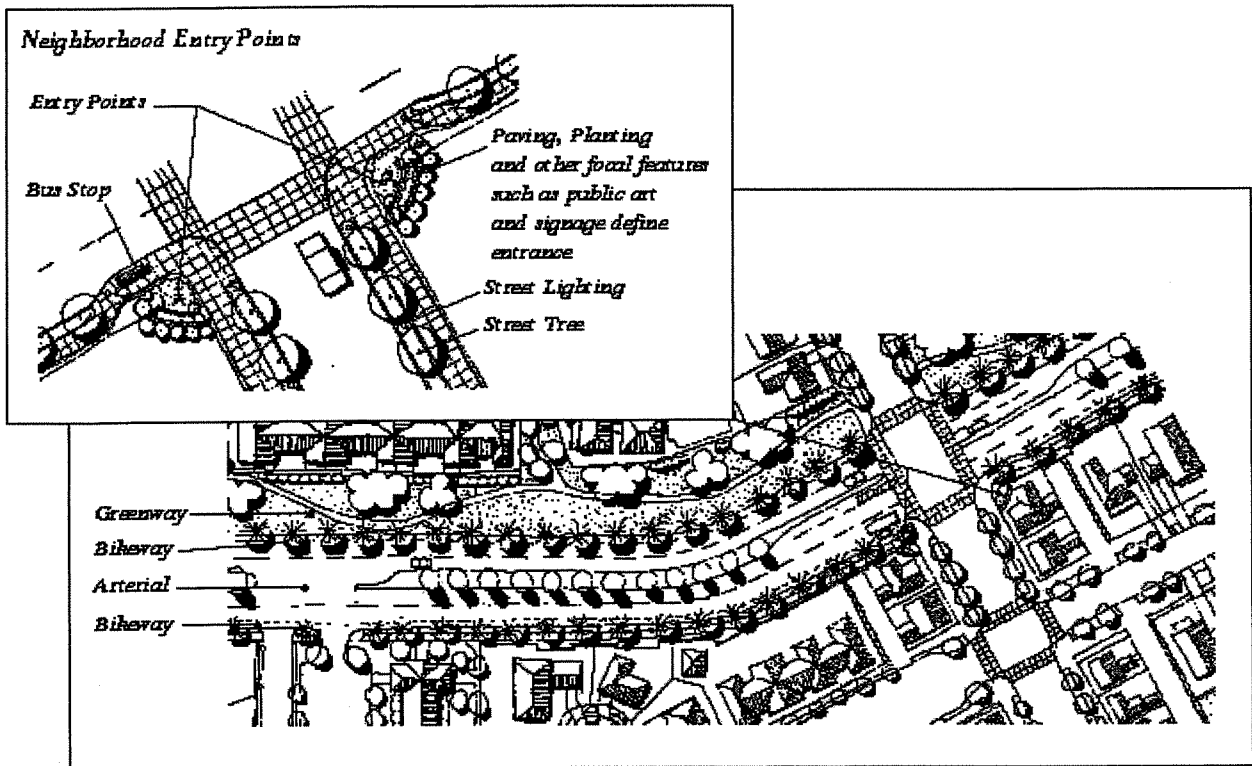 Neighborhood Entry Points
Entry Points
Bus Stop
Paving, Planting
and other focal features
such as public art
and signage define
entrance
Street Lighting
Street Tree
Greenway
Bikeway
Arterial
Bikeway